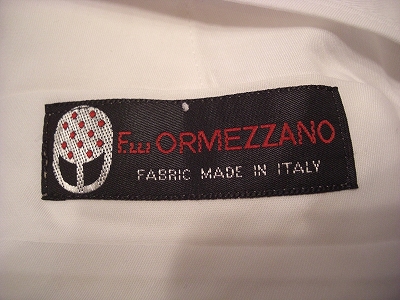 F.lli ORMEZZANO
FABRIC MADE IN ITALY